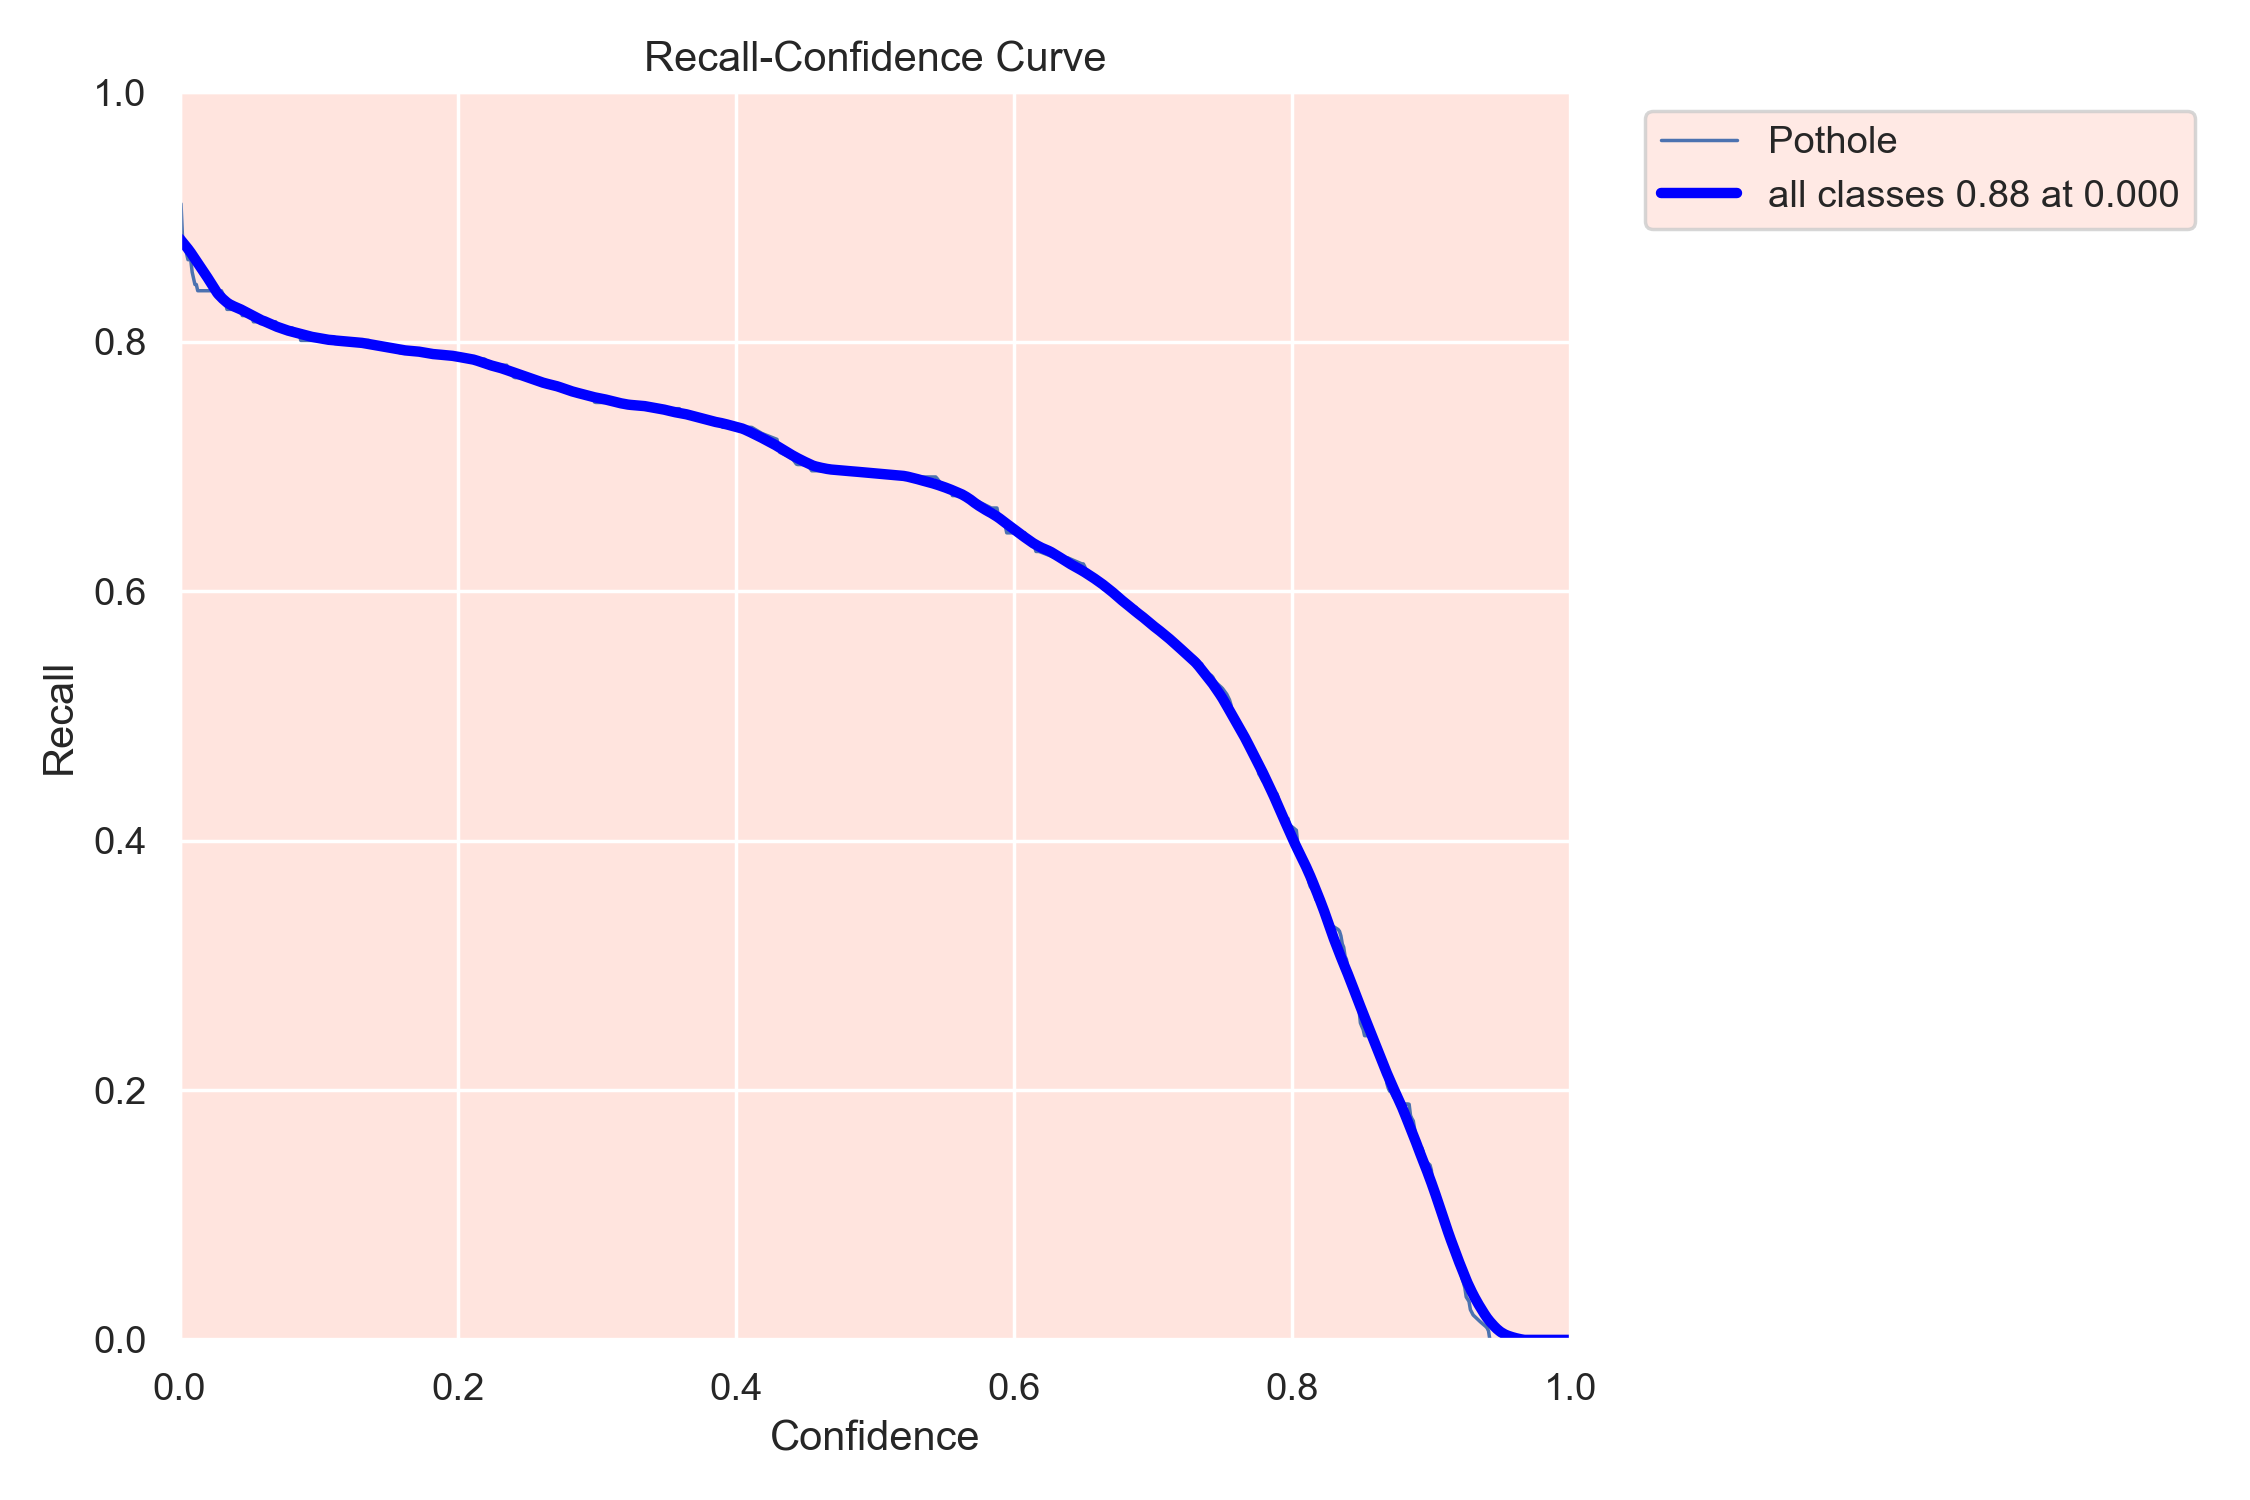 Recall-Confidence Curve
1.0
0.8
0.6
0.4
0.2
0.0
Recall
0.0 0.2 0.4 0.6 0.8 1.0
Confidence
Pothole
all classes 0.88 at 0.000